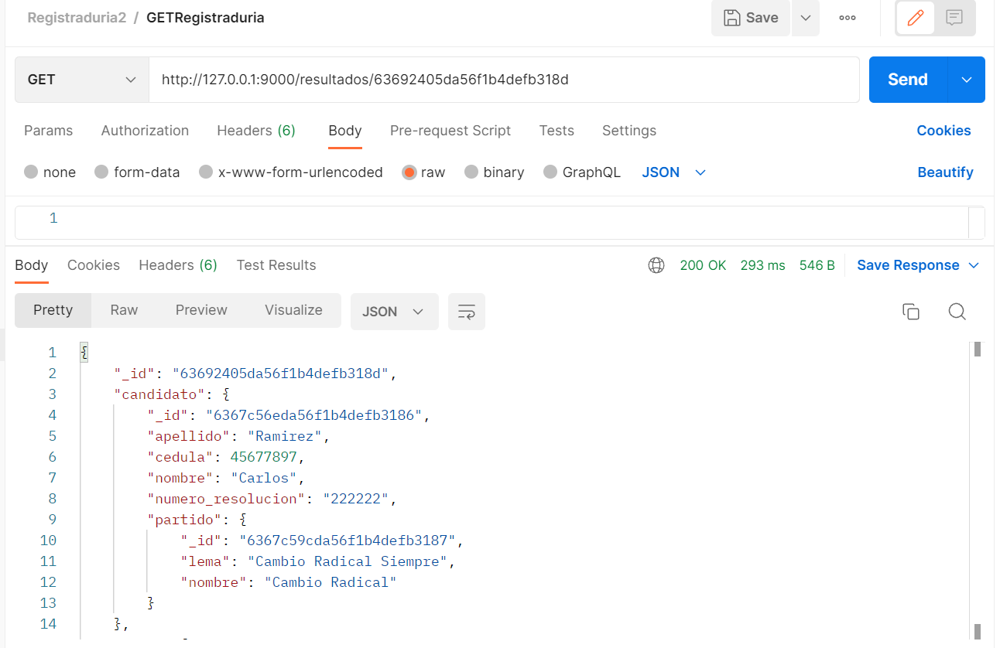 Registraduria2 / GETRegistraduria
Save
GET
http://127.0.0.1:9000/resultados/63692405da56f1b4defb318d
Send
Params Authorization Headers (6) Body Pre-request Script Tests Settings Cookies
none form-data x-www-form-urlencoded raw binary GraphQL JSON Beautify
1
Body Cookies Headers (6) Test Results 200 OK 293 ms 546 B Save Response
Pretty Raw Preview Visualize JSON
1 {
2 "_id": "63692405da56f1b4defb318d",
3 "candidato": {
4 "_id": "6367c56eda56f1b4defb3186",
5 "apellido": "Ramirez",
6 "cedula": 45677897,
7 "nombre": "Carlos",
8 "numero_resolucion": "222222",
9 "partido": {
10 "_id": "6367c59cda56f1b4defb3187",
11 "lema": "Cambio Radical Siempre",
12 "nombre": "Cambio Radical"
13 }
14 },